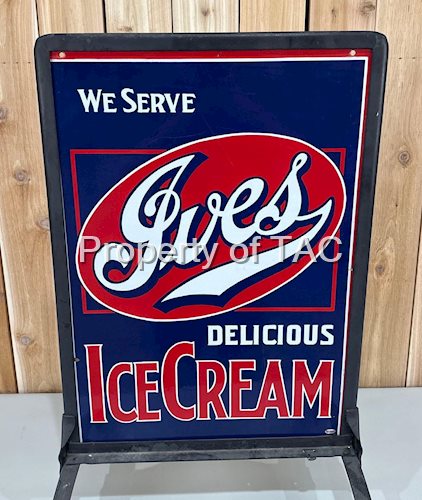 WE SERVE
Ives
Property of TAC
DELICIOUS
ICE CREAM